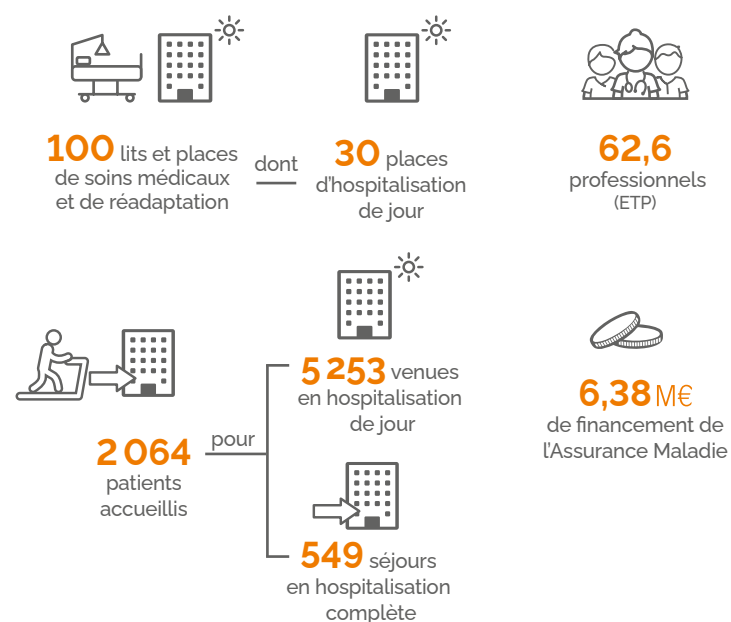 100 lits et places
de soins médicaux
et de réadaptation
dont
30 places
d'hospitalisation
de jour
62,6
professionnels
(ETP)
2 064
patients
accueillis
pour
5 253 venues
en hospitalisation
de jour
549 séjours
en hospitalisation
complète
6,38 M€
de financement de
l'Assurance Maladie